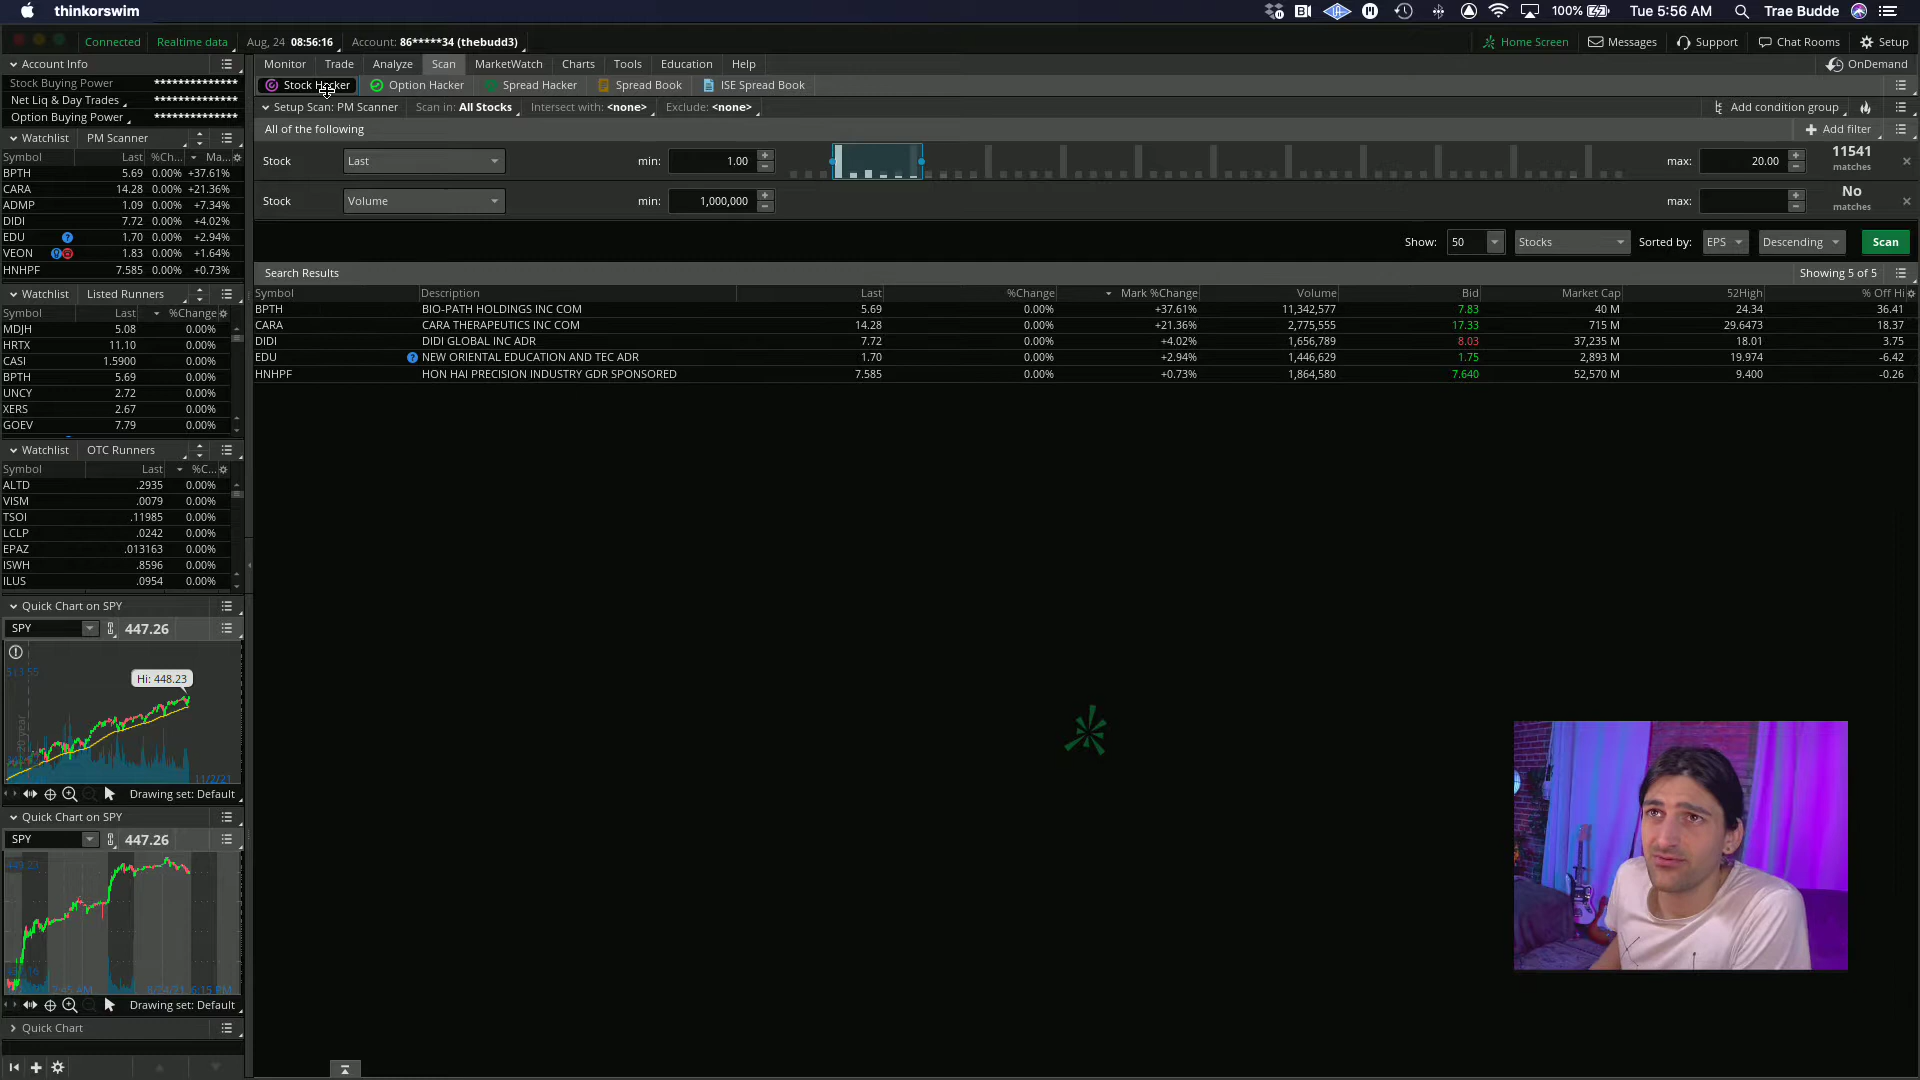 thinkorswim
100%
Tue 5:56 AM
Trae Budde
Connected
Realtime data
Aug, 24 08:56:16
Account: 86*****34 (thebudd3)
Home Screen
Messages
Support
Chat Rooms
Setup
Account Info
Stock Buying Power **************
Net Liq & Day Trades **************
Option Buying Power **************
Monitor
Trade
Analyze
Scan
MarketWatch
Charts
Tools
Education
Help
OnDemand
Stock Hacker
Option Hacker
Spread Hacker
Spread Book
ISE Spread Book
Setup Scan: PM Scanner
Scan in: All Stocks
Intersect with: <none>
Exclude: <none>
Add condition group
All of the following
Add filter
Stock Last min: 1.00 max: 20.00 11541 matches
Stock Volume min: 1,000,000 max: No matches
Show: 50 Stocks Sorted by: EPS Descending Scan
Search Results
Showing 5 of 5
Symbol Description Last %Change Mark %Change Volume Bid Market Cap 52High % Off Hi
BPTH BIO-PATH HOLDINGS INC COM 5.69 0.00% +37.61% 11,342,577 7.83 40 M 24.34 36.41
CARA CARA THERAPEUTICS INC COM 14.28 0.00% +21.36% 2,775,555 17.33 715 M 29.6473 18.37
DIDI DIDI GLOBAL INC ADR 7.72 0.00% +4.02% 1,656,789 8.03 37,235 M 18.01 3.75
EDU NEW ORIENTAL EDUCATION AND TEC ADR 1.70 0.00% +2.94% 1,446,629 1.75 2,893 M 19.974 -6.42
HNHPF HON HAI PRECISION INDUSTRY GDR SPONSORED 7.585 0.00% +0.73% 1,864,580 7.640 52,570 M 9.400 -0.26
Watchlist PM Scanner
Symbol Last %Ch... Ma...
BPTH 5.69 0.00% +37.61%
CARA 14.28 0.00% +21.36%
ADMP 1.09 0.00% +7.34%
DIDI 7.72 0.00% +4.02%
EDU 1.70 0.00% +2.94%
VEON 1.83 0.00% +1.64%
HNHPF 7.585 0.00% +0.73%
Watchlist Listed Runners
Symbol Last %Change
MDJH 5.08 0.00%
HRTX 11.10 0.00%
CASI 1.5900 0.00%
BPTH 5.69 0.00%
UNCY 2.72 0.00%
XERS 2.67 0.00%
GOEV 7.79 0.00%
Watchlist OTC Runners
Symbol Last %C...
ALTD .2935 0.00%
VISM .0079 0.00%
TSOI .11985 0.00%
LCLP .0242 0.00%
EPAZ .013163 0.00%
ISWH .8596 0.00%
ILUS .0954 0.00%
Quick Chart on SPY
SPY 447.26
Hi: 448.23
11/2/21
Drawing set: Default
Quick Chart on SPY
SPY 447.26
Drawing set: Default
Quick Chart